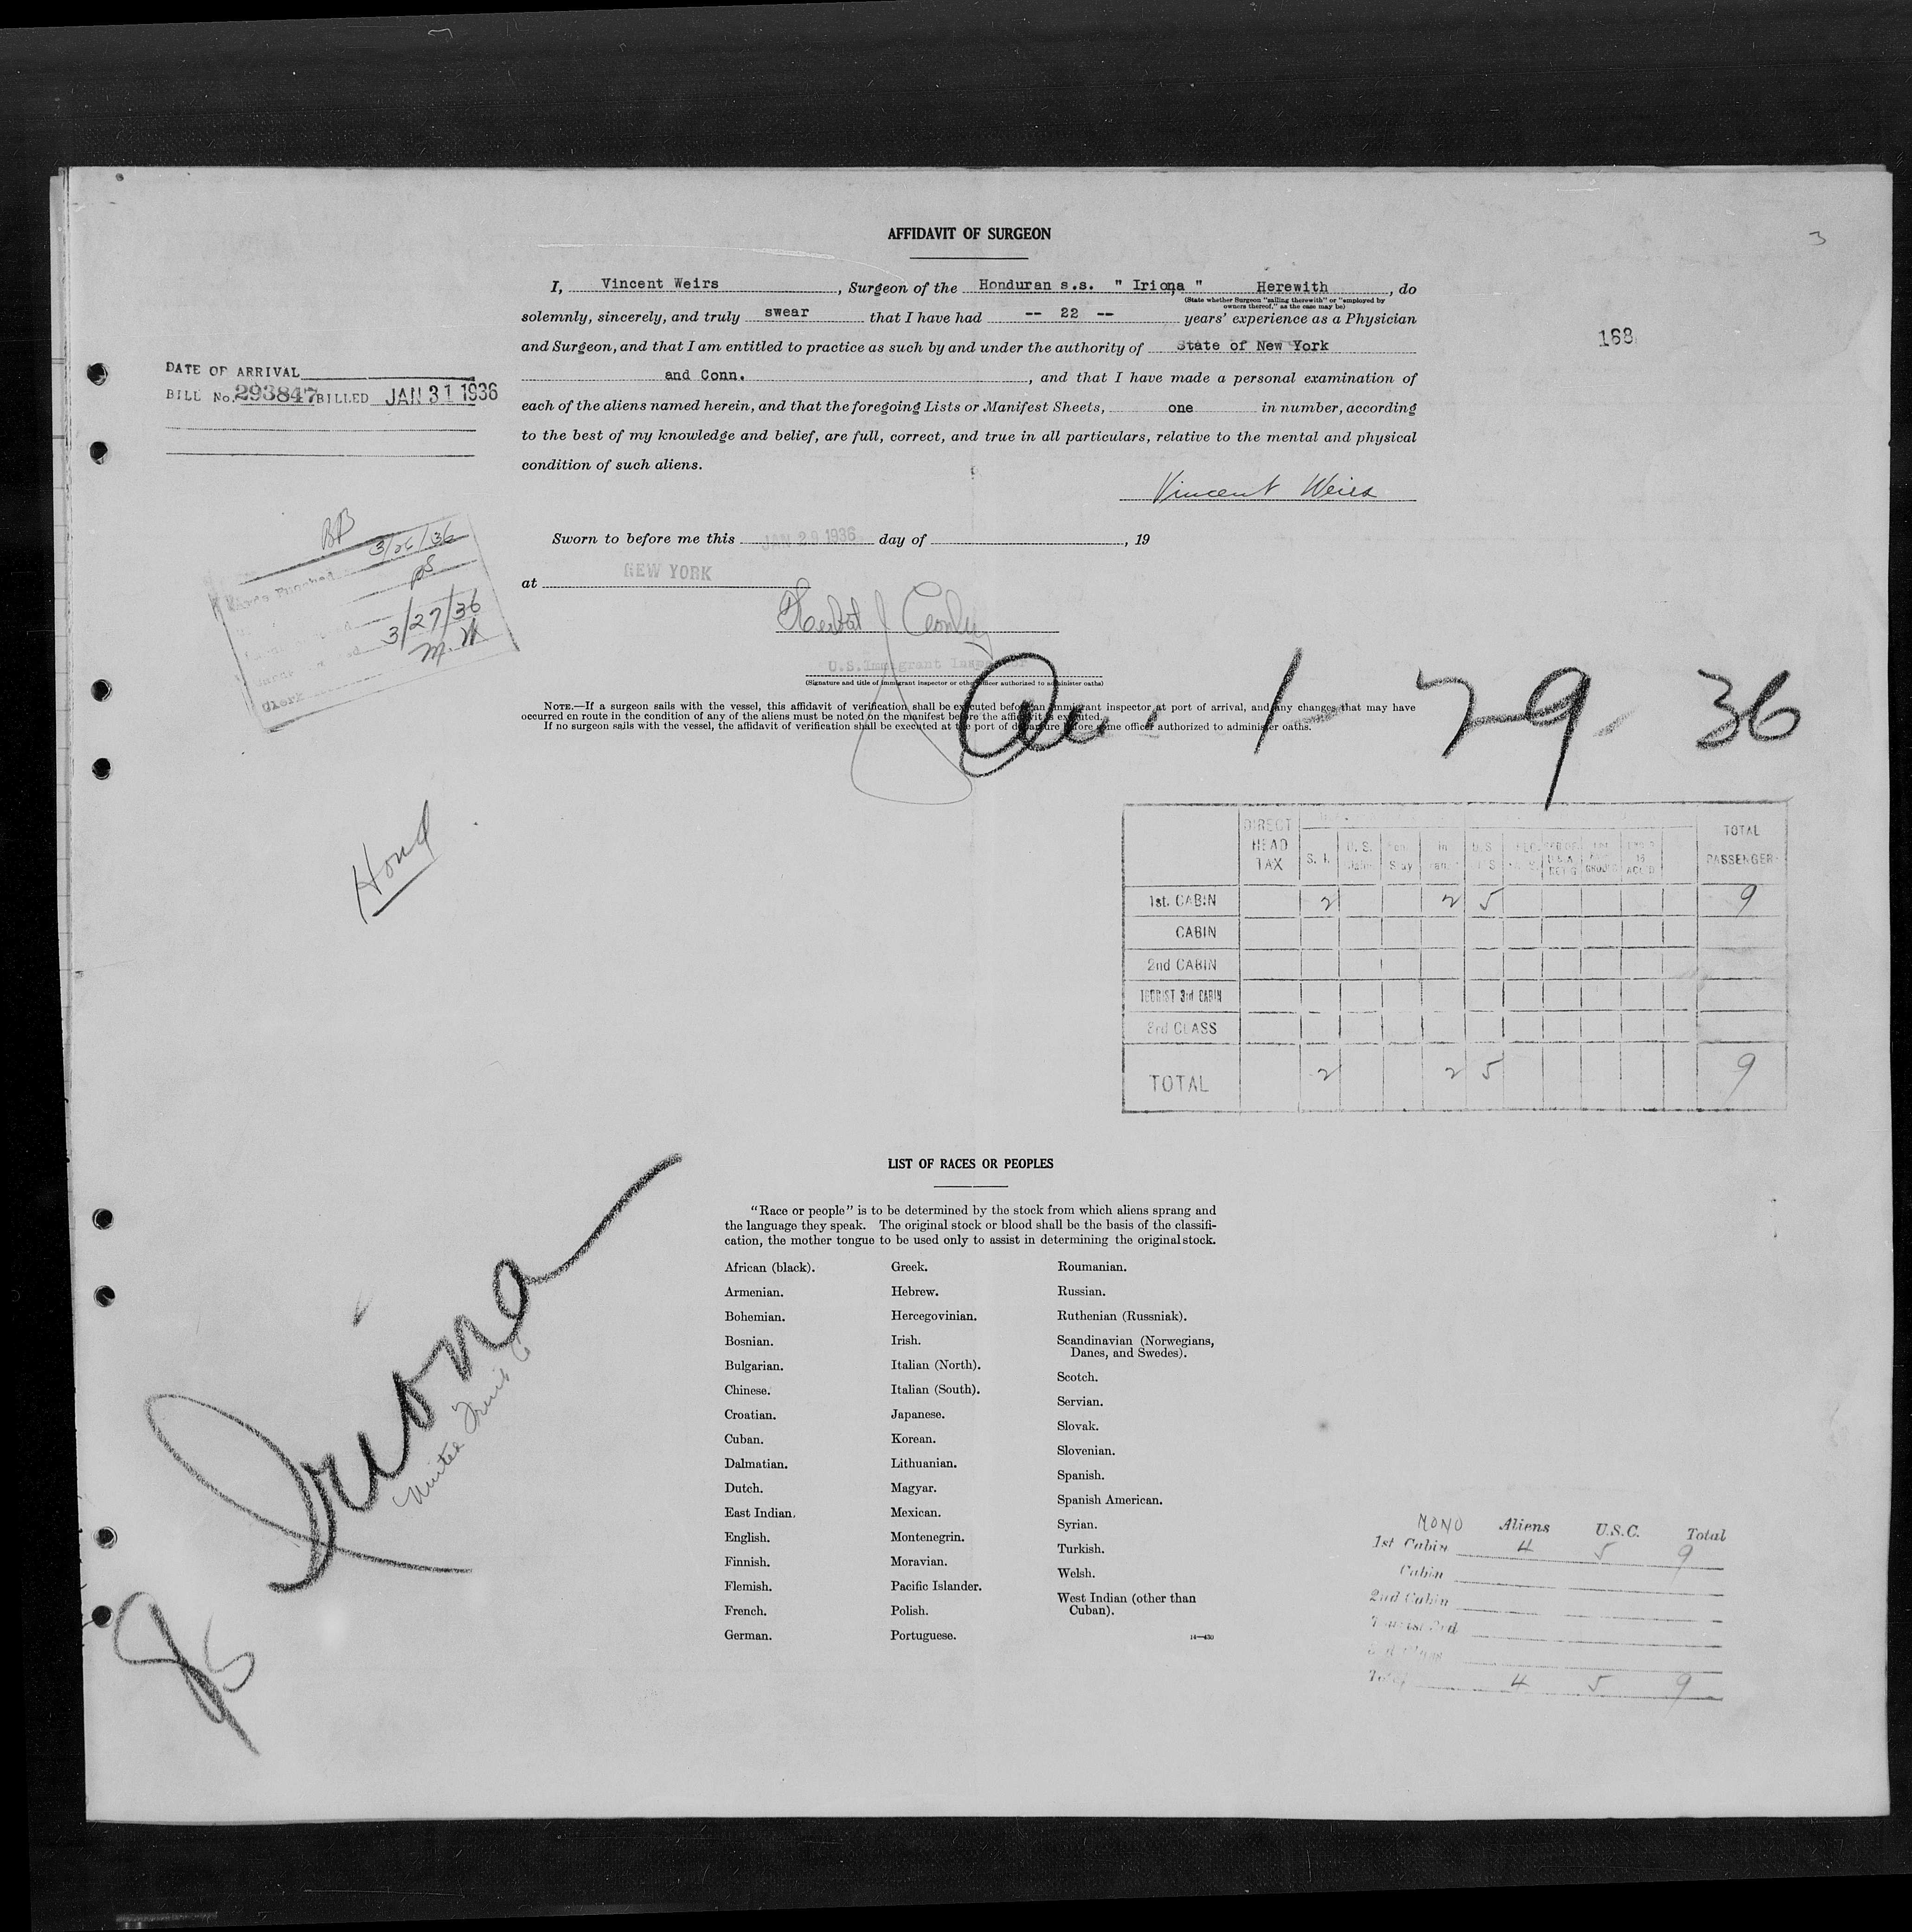 AFFIDAVIT OF SURGEON
3
I, Vincent Weirs, Surgeon of the Honduran s.s. " Iriona " Herewith, do
(State whether Surgeon "sailing therewith" or "employed by
owners thereof," as the case may be)
solemnly, sincerely, and truly swear that I have had -- 22 -- years' experience as a Physician
and Surgeon, and that I am entitled to practice as such by and under the authority of State of New York
168
and Conn., and that I have made a personal examination of
each of the aliens named herein, and that the foregoing Lists or Manifest Sheets, one in number, according
to the best of my knowledge and belief, are full, correct, and true in all particulars, relative to the mental and physical
condition of such aliens.
Vincent Weirs
DATE OF ARRIVAL
BILL No. 293847 BILLED JAN 31 1936
Sworn to before me this JAN 29 1936 day of , 19
at NEW YORK
Herbert J
U.S. Immigrant Inspector
(Signature and title of immigrant inspector or other officer authorized to administer oaths)
BB
3/26/36
3/27/36
M.
Clerk
NOTE.—If a surgeon sails with the vessel, this affidavit of verification shall be executed before an immigrant inspector at port of arrival, and any changes that may have
occurred en route in the condition of any of the aliens must be noted on the manifest before the affidavit is executed.
If no surgeon sails with the vessel, the affidavit of verification shall be executed at the port of departure before some officer authorized to administer oaths.
1-29-36
Hond
DIRECT HEAD TAX S. I. U. S. TOTAL PASSENGER
1st. CABIN 2 2 5 9
CABIN
2nd CABIN
TOURIST 3rd CABIN
3rd CLASS
TOTAL 2 2 5 9
LIST OF RACES OR PEOPLES
"Race or people" is to be determined by the stock from which aliens sprang and
the language they speak. The original stock or blood shall be the basis of the classifi-
cation, the mother tongue to be used only to assist in determining the original stock.
African (black).
Armenian.
Bohemian.
Bosnian.
Bulgarian.
Chinese.
Croatian.
Cuban.
Dalmatian.
Dutch.
East Indian.
English.
Finnish.
Flemish.
French.
German.
Greek.
Hebrew.
Hercegovinian.
Irish.
Italian (North).
Italian (South).
Japanese.
Korean.
Lithuanian.
Magyar.
Mexican.
Montenegrin.
Moravian.
Pacific Islander.
Polish.
Portuguese.
Roumanian.
Russian.
Ruthenian (Russniak).
Scandinavian (Norwegians,
Danes, and Swedes).
Scotch.
Servian.
Slovak.
Slovenian.
Spanish.
Spanish American.
Syrian.
Turkish.
Welsh.
West Indian (other than
Cuban).
14—430
Iriona
United Fruit Co
MONO Aliens U.S.C. Total
1st Cabin 4 5 9
Cabin
2nd Cabin
Tourist 3rd
3rd Class
Total 4 5 9